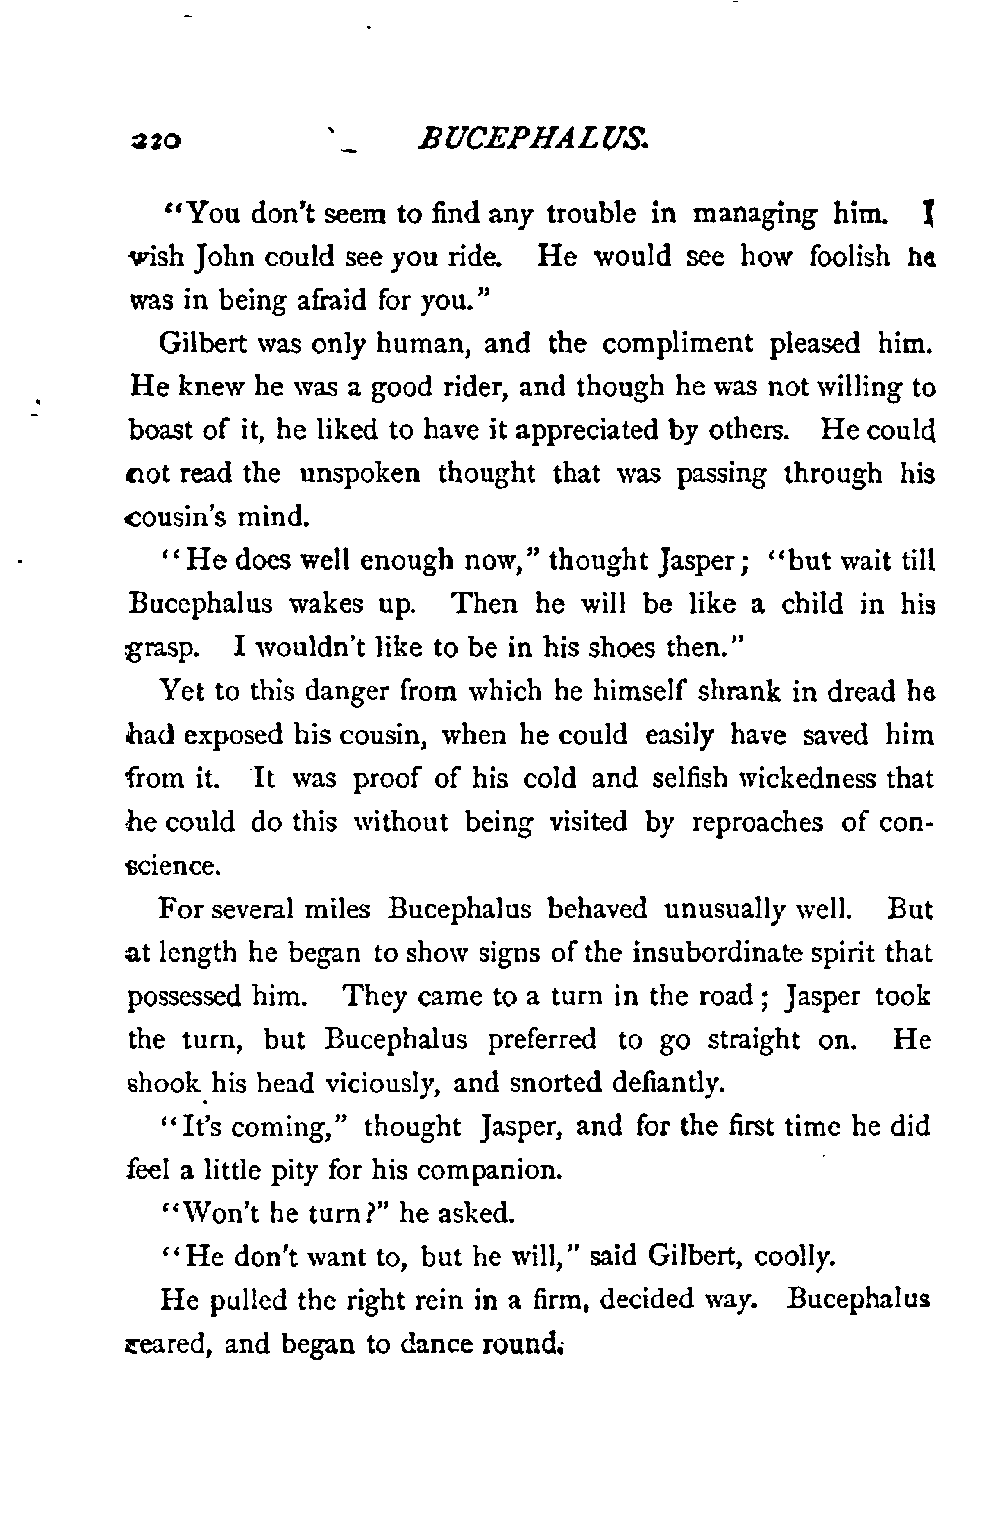 220 BUCEPHALUS.
"You don't seem to find any trouble in managing him. I
wish John could see you ride. He would see how foolish he
was in being afraid for you."
Gilbert was only human, and the compliment pleased him.
He knew he was a good rider, and though he was not willing to
boast of it, he liked to have it appreciated by others. He could
not read the unspoken thought that was passing through his
cousin's mind.
"He does well enough now," thought Jasper; "but wait till
Bucephalus wakes up. Then he will be like a child in his
grasp. I wouldn't like to be in his shoes then."
Yet to this danger from which he himself shrank in dread he
had exposed his cousin, when he could easily have saved him
from it. It was proof of his cold and selfish wickedness that
he could do this without being visited by reproaches of con-
science.
For several miles Bucephalus behaved unusually well. But
at length he began to show signs of the insubordinate spirit that
possessed him. They came to a turn in the road; Jasper took
the turn, but Bucephalus preferred to go straight on. He
shook his head viciously, and snorted defiantly.
"It's coming," thought Jasper, and for the first time he did
feel a little pity for his companion.
"Won't he turn?" he asked.
"He don't want to, but he will," said Gilbert, coolly.
He pulled the right rein in a firm, decided way. Bucephalus
reared, and began to dance round.